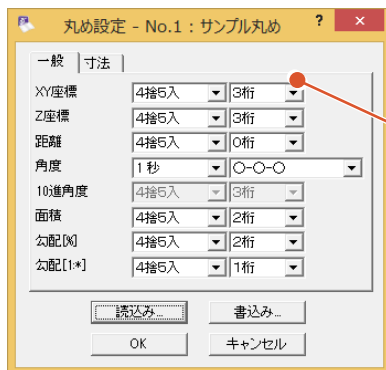 丸め設定 - No.1 : サンプル丸め ? ×
一般 寸法
XY座標 4捨5入 3桁
Z座標 4捨5入 3桁
距離 4捨5入 0桁
角度 1秒 ○-○-○
10進角度 4捨5入 3桁
面積 4捨5入 2桁
勾配[%] 4捨5入 2桁
勾配[1:*] 4捨5入 1桁
読込み... 書込み...
OK キャンセル